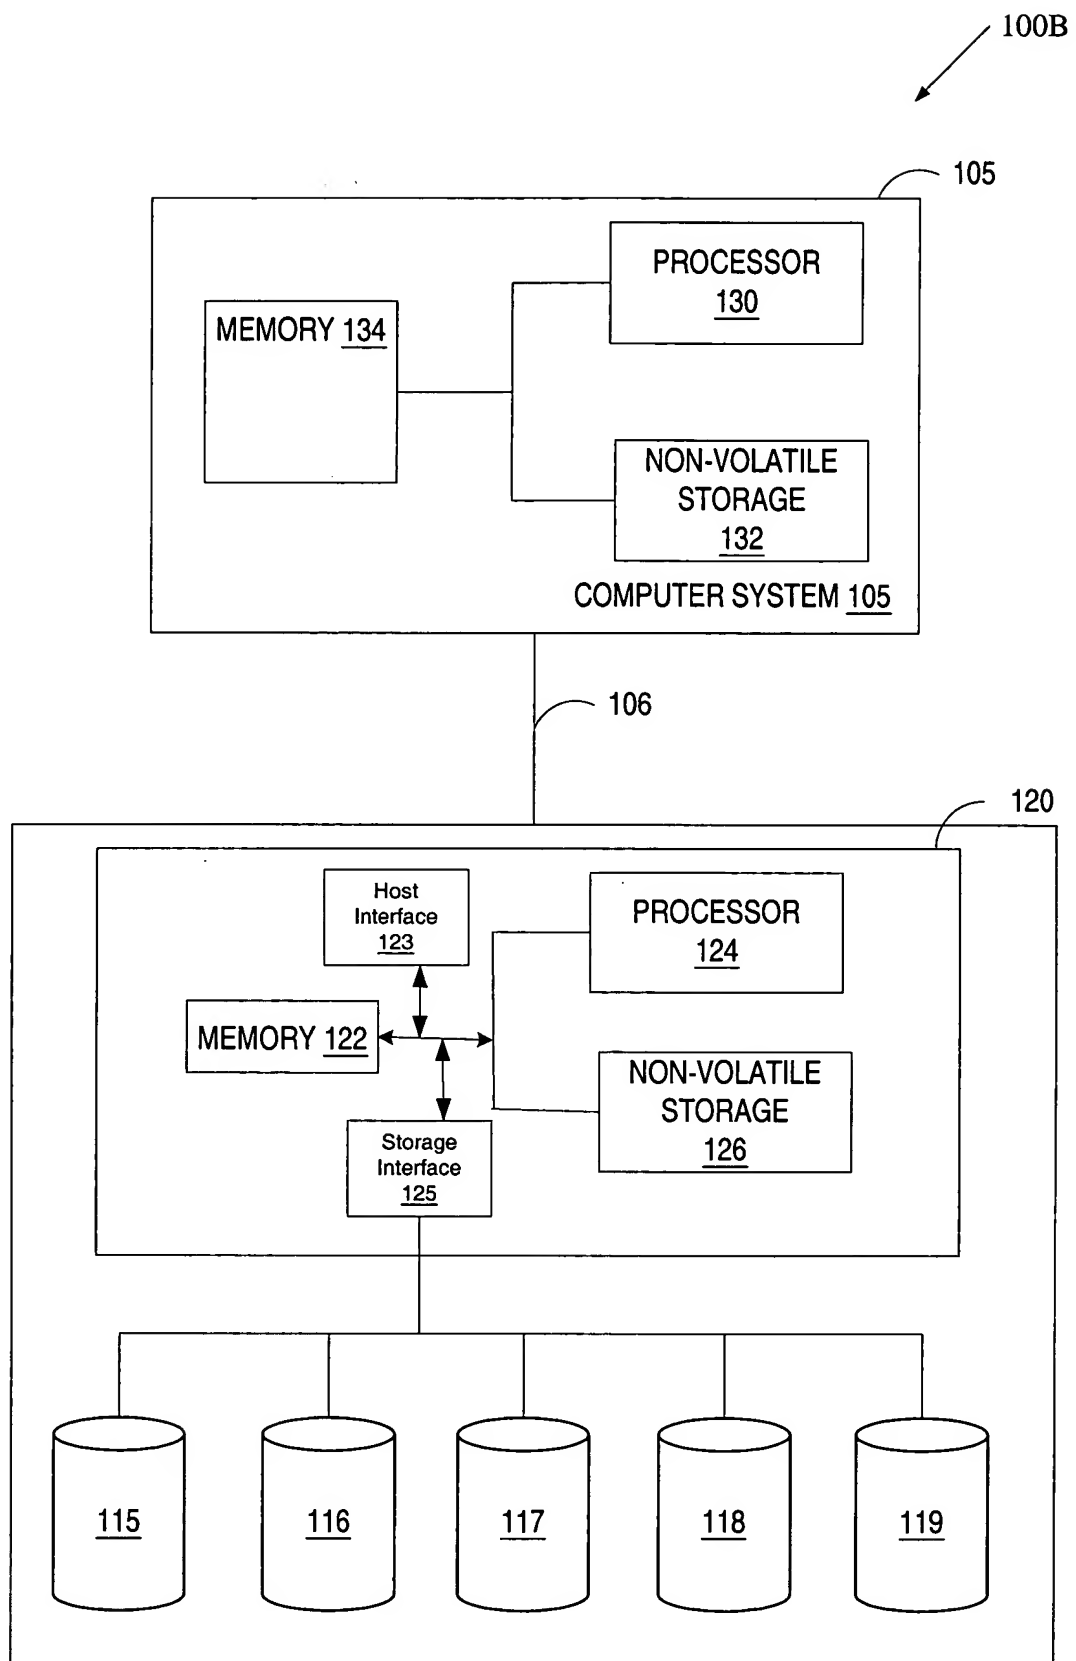 100B
105
PROCESSOR
130
MEMORY 134
NON-VOLATILE
STORAGE
132
COMPUTER SYSTEM 105
106
120
Host
Interface
123
PROCESSOR
124
MEMORY 122
NON-VOLATILE
STORAGE
126
Storage
Interface
125
115
116
117
118
119